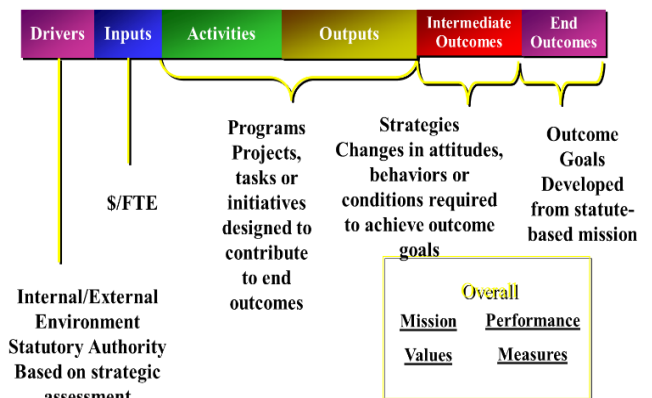 Drivers
Inputs
Activities
Outputs
Intermediate
Outcomes
End
Outcomes
Programs
Projects,
tasks or
initiatives
designed to
contribute
to end
outcomes
Strategies
Changes in attitudes,
behaviors or
conditions required
to achieve outcome
goals
Outcome
Goals
Developed
from statute-
based mission
$/FTE
Internal/External
Environment
Statutory Authority
Based on strategic
assessment
Overall
Mission Performance
Values Measures